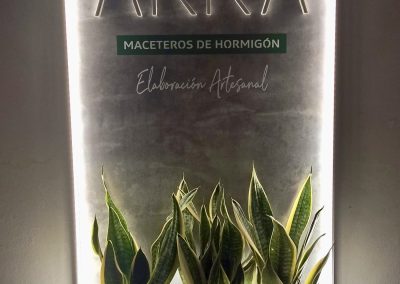 MACETEROS DE HORMIGÓN
Elaboración Artesanal